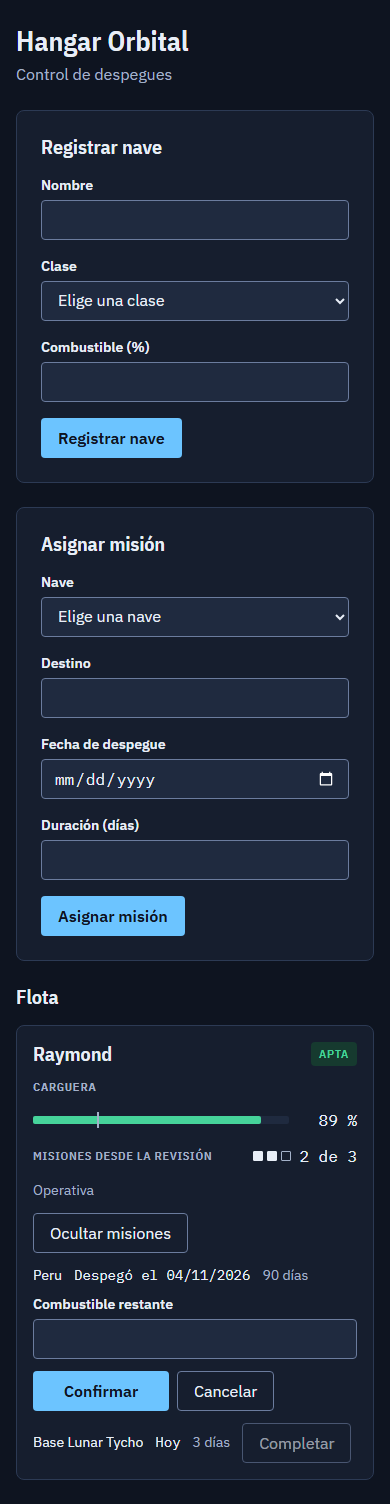 Hangar Orbital
Control de despegues
Registrar nave
Nombre
Clase
Elige una clase
Combustible (%)
Registrar nave
Asignar misión
Nave
Elige una nave
Destino
Fecha de despegue
mm/dd/yyyy
Duración (días)
Asignar misión
Flota
Raymond APTA
CARGUERA
89 %
MISIONES DESDE LA REVISIÓN 2 de 3
Operativa
Ocultar misiones
Peru Despegó el 04/11/2026 90 días
Combustible restante
Confirmar Cancelar
Base Lunar Tycho Hoy 3 días Completar